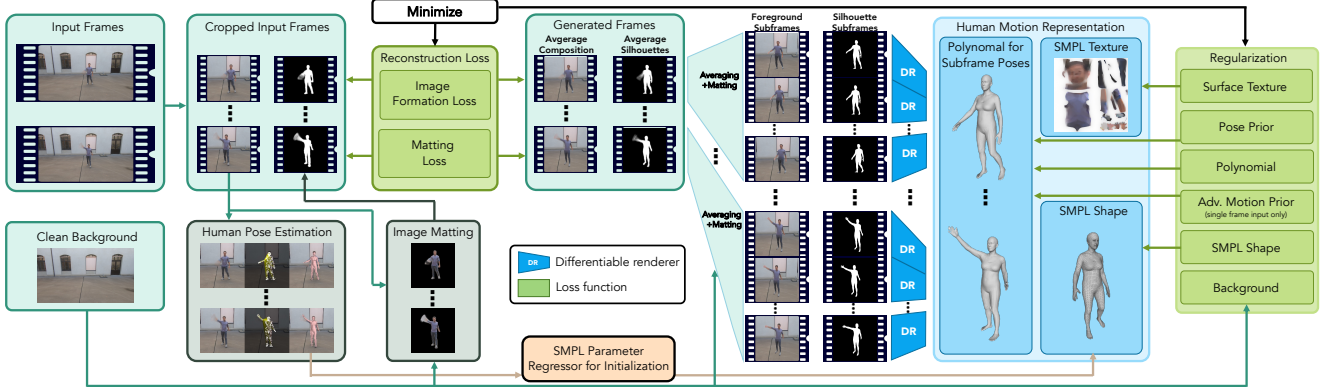 Input Frames
Cropped Input Frames
Minimize
Reconstruction Loss
Image
Formation Loss
Matting
Loss
Generated Frames
Avgerage
Composition
Avgerage
Silhouettes
Averaging
+Matting
Averaging
+Matting
Foreground
Subframes
Silhouette
Subframes
DR
DR
DR
DR
DR
DR
Human Motion Representation
Polynomal for
Subframe Poses
SMPL Texture
SMPL Shape
Regularization
Surface Texture
Pose Prior
Polynomial
Adv. Motion Prior
(single frame input only)
SMPL Shape
Background
Clean Background
Human Pose Estimation
Image Matting
DR
Differentiable renderer
Loss function
SMPL Parameter
Regressor for Initialization